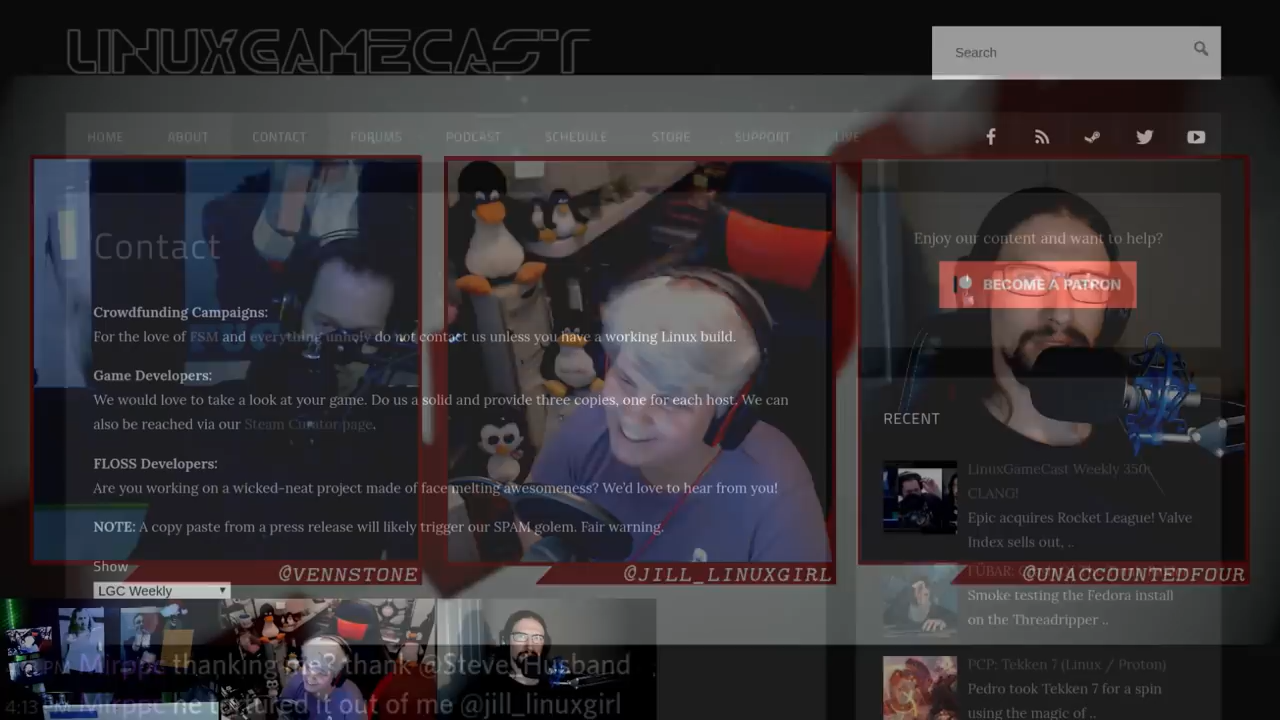 LINUXGAMECAST
Search
HOME ABOUT CONTACT FORUMS PODCAST SCHEDULE STORE SUPPORT LIVE
Contact
Enjoy our content and want to help?
BECOME A PATRON
Crowdfunding Campaigns:
For the love of FSM and everything unholy do not contact us unless you have a working Linux build.
Game Developers:
We would love to take a look at your game. Do us a solid and provide three copies, one for each host. We can
also be reached via our Steam Curator page.
FLOSS Developers:
Are you working on a wicked-neat project made of face melting awesomeness? We'd love to hear from you!
NOTE: A copy paste from a press release will likely trigger our SPAM golem. Fair warning.
Show
LGC Weekly
RECENT
LinuxGameCast Weekly 350:
CLANG!
Epic acquires Rocket League! Valve
Index sells out, ..
Smoke testing the Fedora install
on the Threadripper ..
PCP: Tekken 7 (Linux / Proton)
Pedro took Tekken 7 for a spin
using the magic of ..
@VENNSTONE
@JILL_LINUXGIRL
@UNACCOUNTEDFOUR
PM Mirppc thanking me? thank @Steves_Husband
4:13 PM Mirppc he tortured it out of me @jill_linuxgirl